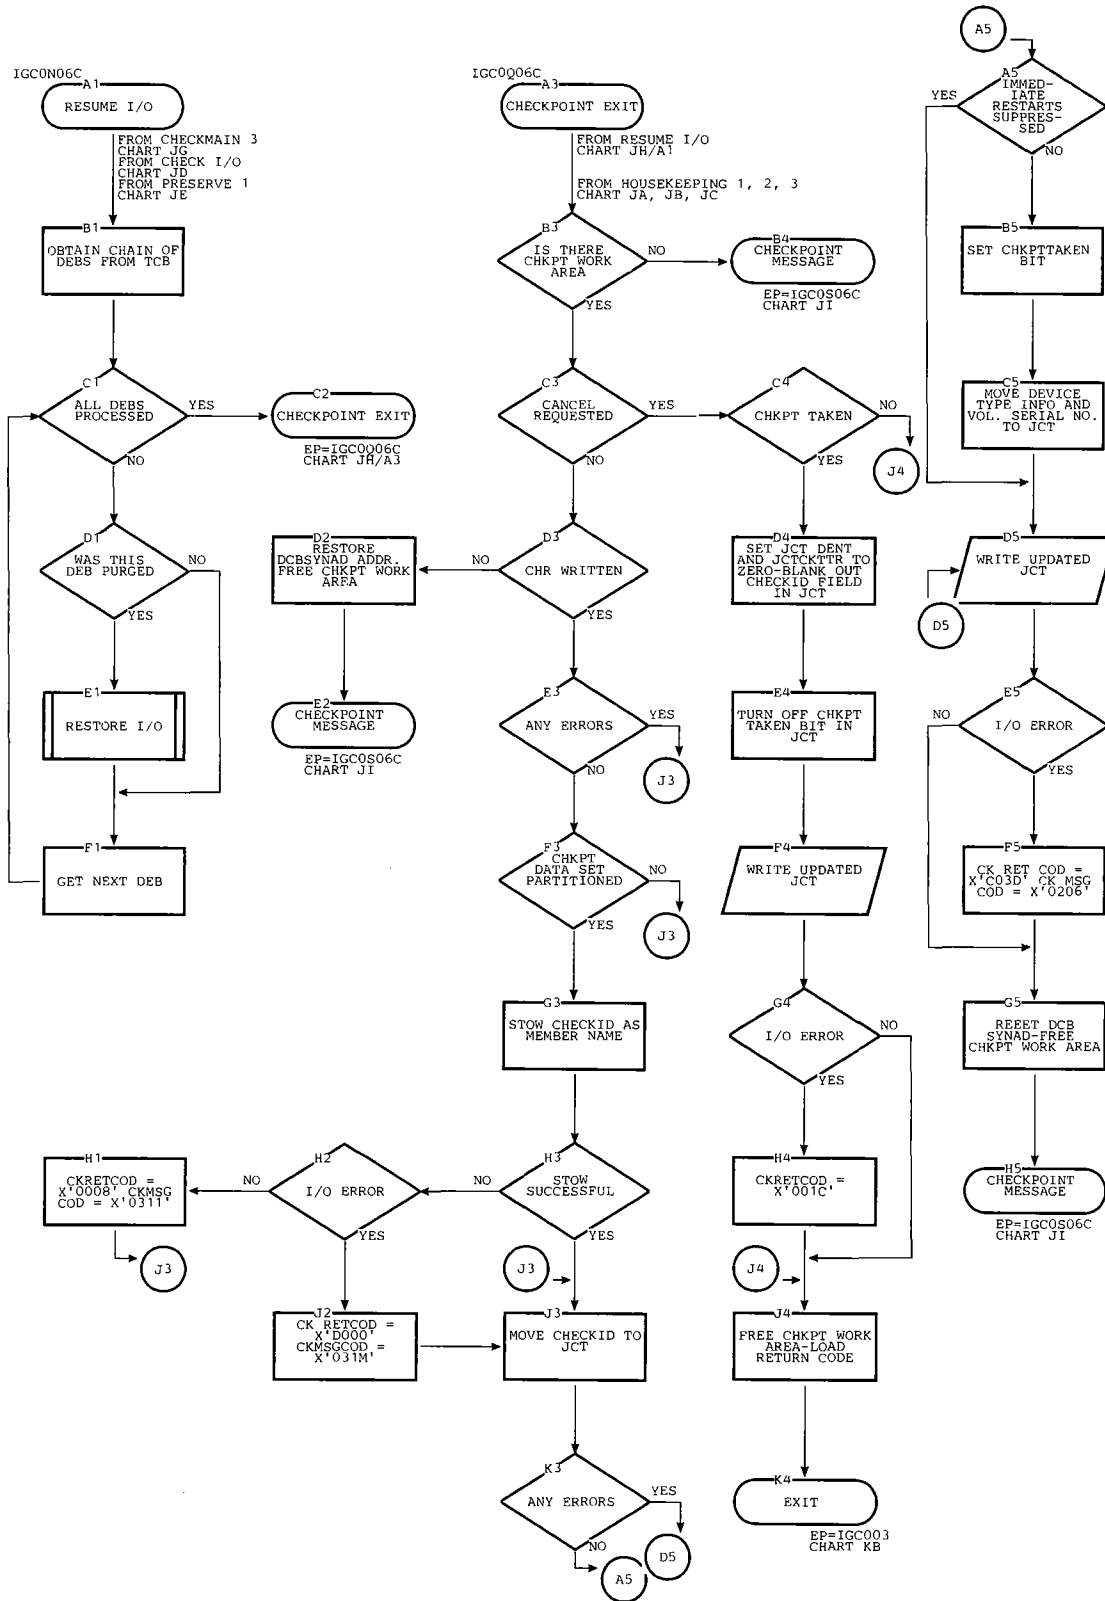 IGC0N06C
A1
RESUME I/O
FROM CHECKMAIN 3
CHART JG
FROM CHECK I/O
CHART JD
FROM PRESERVE 1
CHART JE
B1
OBTAIN CHAIN OF
DEBS FROM TCB
C1
ALL DEBS
PROCESSED
YES
NO
C2
CHECKPOINT EXIT
EP=IGC0Q06C
CHART JH/A3
D1
WAS THIS
DEB PURGED
NO
YES
E1
RESTORE I/O
F1
GET NEXT DEB
IGC0Q06C
A3
CHECKPOINT EXIT
FROM RESUME I/O
CHART JH/A1
FROM HOUSEKEEPING 1, 2, 3
CHART JA, JB, JC
B3
IS THERE
CHKPT WORK
AREA
NO
YES
B4
CHECKPOINT
MESSAGE
EP=IGC0S06C
CHART JI
C3
CANCEL
REQUESTED
YES
NO
C4
CHKPT TAKEN
NO
J4
YES
D2
RESTORE
DCBSYNAD ADDR.
FREE CHKPT WORK
AREA
NO
D3
CHR WRITTEN
YES
D4
SET JCT DENT
AND JCTCKTTR TO
ZERO-BLANK OUT
CHECKID FIELD
IN JCT
E2
CHECKPOINT
MESSAGE
EP=IGC0S06C
CHART JI
E3
ANY ERRORS
YES
J3
NO
E4
TURN OFF CHKPT
TAKEN BIT IN
JCT
F3
CHKPT
DATA SET
PARTITIONED
NO
J3
YES
F4
WRITE UPDATED
JCT
G3
STOW CHECKID AS
MEMBER NAME
G4
I/O ERROR
NO
YES
H1
CKRETCOD =
X'0008' CKMSG
COD = X'0311'
J3
NO
H2
I/O ERROR
YES
NO
H3
STOW
SUCCESSFUL
YES
H4
CKRETCOD =
X'001C'
J3
J4
J2
CK RETCOD =
X'D000'
CKMSGCOD =
X'031M'
J3
MOVE CHECKID TO
JCT
J4
FREE CHKPT WORK
AREA-LOAD
RETURN CODE
K3
ANY ERRORS
YES
D5
NO
A5
K4
EXIT
EP=IGC003
CHART KB
A5
A5
IMMED-
IATE
RESTARTS
SUPPRES-
SED
YES
NO
B5
SET CHKPTTAKEN
BIT
C5
MOVE DEVICE
TYPE INFO AND
VOL. SERIAL NO.
TO JCT
D5
WRITE UPDATED
JCT
D5
E5
I/O ERROR
NO
YES
F5
CK RET COD =
X'C03D' CK MSG
COD = X'0206'
G5
REEET DCB
SYNAD-FREE
CHKPT WORK AREA
H5
CHECKPOINT
MESSAGE
EP=IGC0S06C
CHART JI